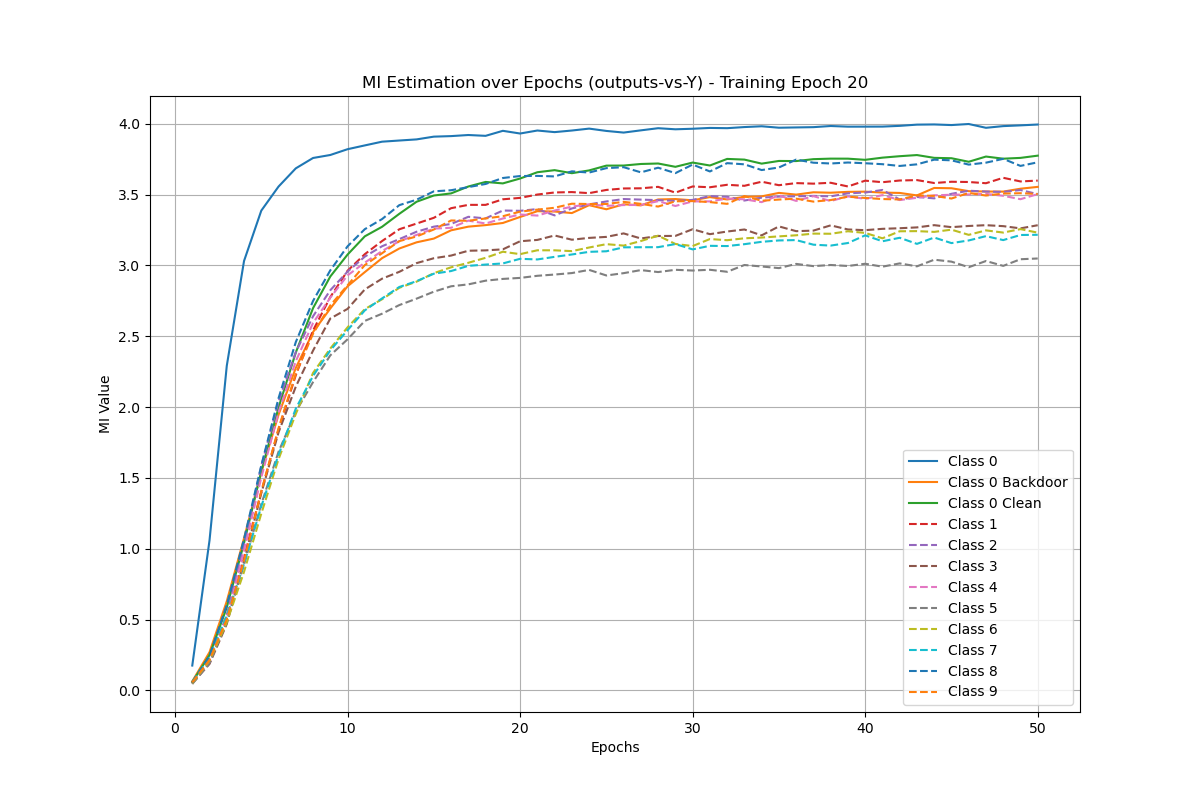 MI Estimation over Epochs (outputs-vs-Y) - Training Epoch 20
MI Value
4.0
3.5
3.0
2.5
2.0
1.5
1.0
0.5
0.0
0 10 20 30 40 50
Epochs
Class 0
Class 0 Backdoor
Class 0 Clean
Class 1
Class 2
Class 3
Class 4
Class 5
Class 6
Class 7
Class 8
Class 9